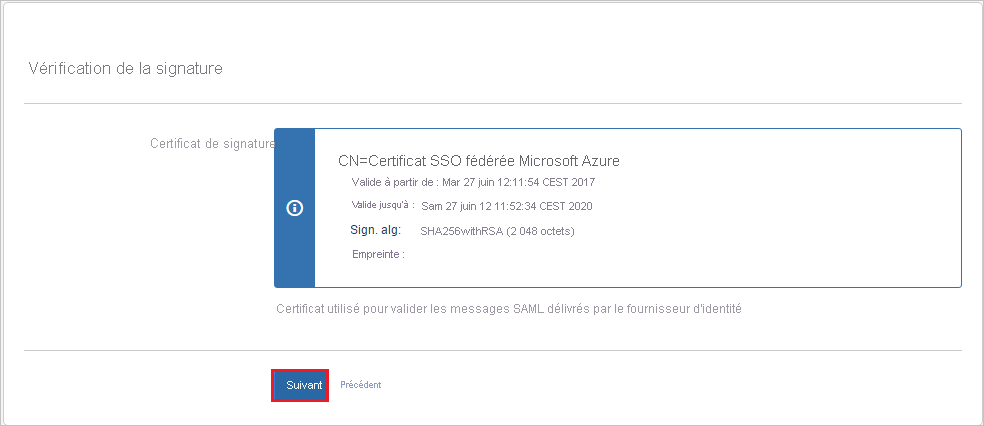 Vérification de la signature
Certificat de signature
CN=Certificat SSO fédérée Microsoft Azure
Valide à partir de : Mar 27 juin 12:11:54 CEST 2017
Valide jusqu'à : Sam 27 juin 12 11:52:34 CEST 2020
Sign. alg: SHA256withRSA (2 048 octets)
Empreinte :
Certificat utilisé pour valider les messages SAML délivrés par le fournisseur d'identité
Suivant Précédent